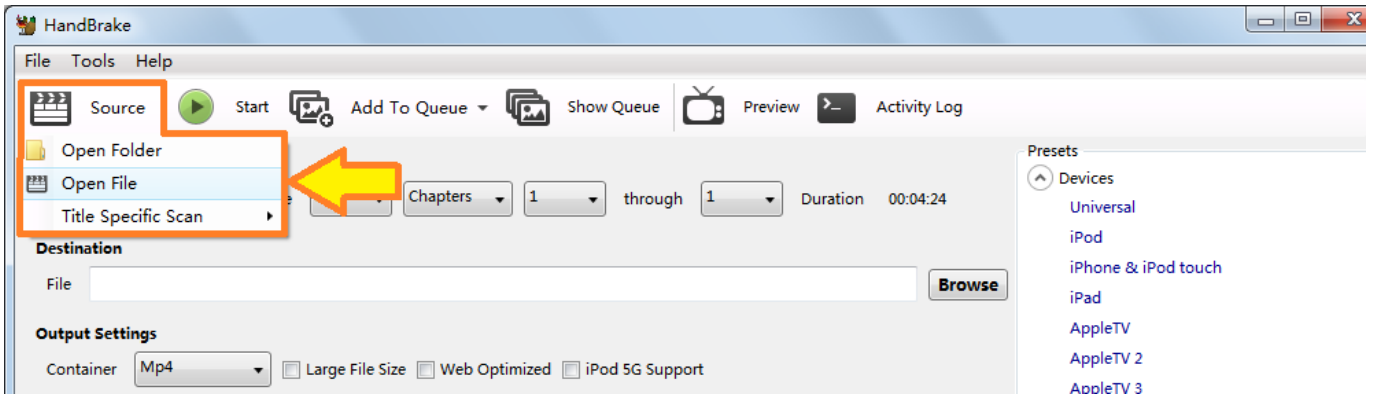 HandBrake
File Tools Help
Source Start Add To Queue Show Queue Preview Activity Log
Open Folder
Open File
Title Specific Scan
Chapters 1 through 1 Duration 00:04:24
Destination
File Browse
Output Settings
Container Mp4 Large File Size Web Optimized iPod 5G Support
Presets
Devices
Universal
iPod
iPhone & iPod touch
iPad
AppleTV
AppleTV 2
AppleTV 3